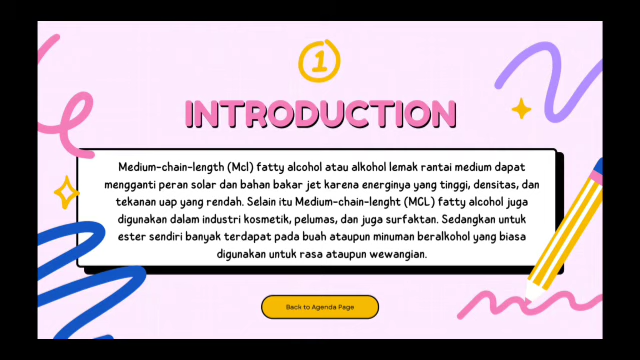 1
INTRODUCTION
Medium-chain-length (Mcl) fatty alcohol atau alkohol lemak rantai medium dapat
mengganti peran solar dan bahan bakar jet karena energinya yang tinggi, densitas, dan
tekanan uap yang rendah. Selain itu Medium-chain-lenght (MCL) fatty alcohol juga
digunakan dalam industri kosmetik, pelumas, dan juga surfaktan. Sedangkan untuk
ester sendiri banyak terdapat pada buah ataupun minuman beralkohol yang biasa
digunakan untuk rasa ataupun wewangian.
Back to Agenda Page